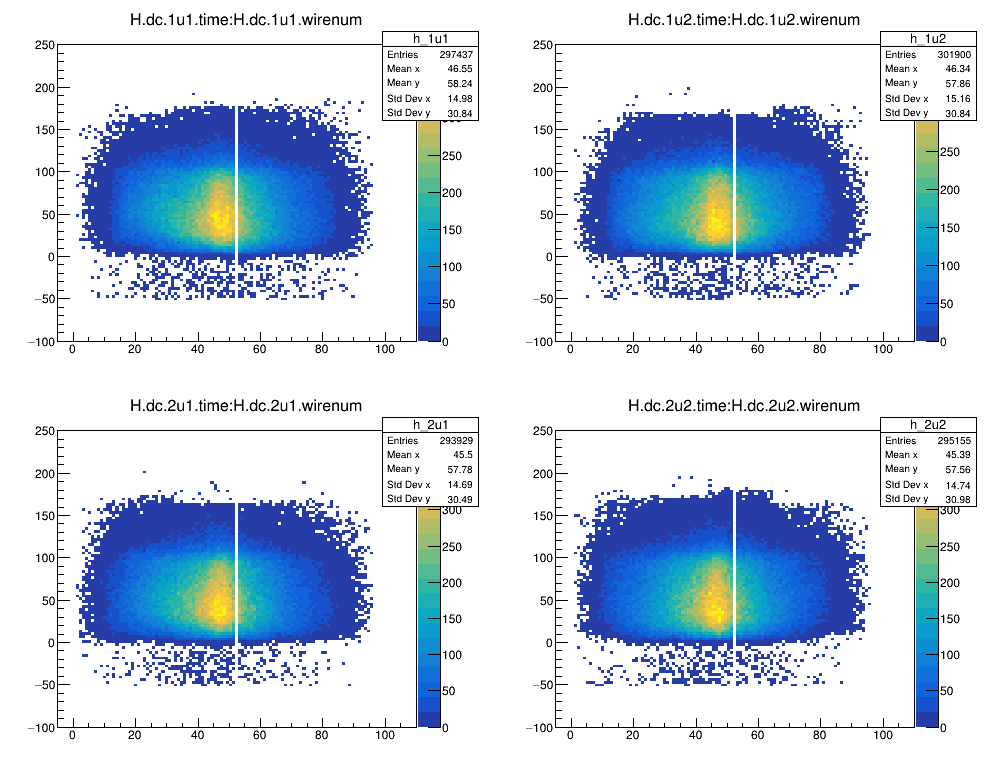 H.dc.1u1.time:H.dc.1u1.wirenum
h_1u1
Entries 297437
Mean x 46.55
Mean y 58.24
Std Dev x 14.98
Std Dev y 30.84
250
200
150
100
50
0
−50
−100
0 20 40 60 80 100
250
200
150
100
50
0
H.dc.1u2.time:H.dc.1u2.wirenum
h_1u2
Entries 301900
Mean x 46.34
Mean y 57.86
Std Dev x 15.16
Std Dev y 30.84
250
200
150
100
50
0
−50
−100
0 20 40 60 80 100
250
200
150
100
50
0
H.dc.2u1.time:H.dc.2u1.wirenum
h_2u1
Entries 293929
Mean x 45.5
Mean y 57.78
Std Dev x 14.69
Std Dev y 30.49
250
200
150
100
50
0
−50
−100
0 20 40 60 80 100
300
250
200
150
100
50
0
H.dc.2u2.time:H.dc.2u2.wirenum
h_2u2
Entries 295155
Mean x 45.39
Mean y 57.56
Std Dev x 14.74
Std Dev y 30.98
250
200
150
100
50
0
−50
−100
0 20 40 60 80 100
300
250
200
150
100
50
0